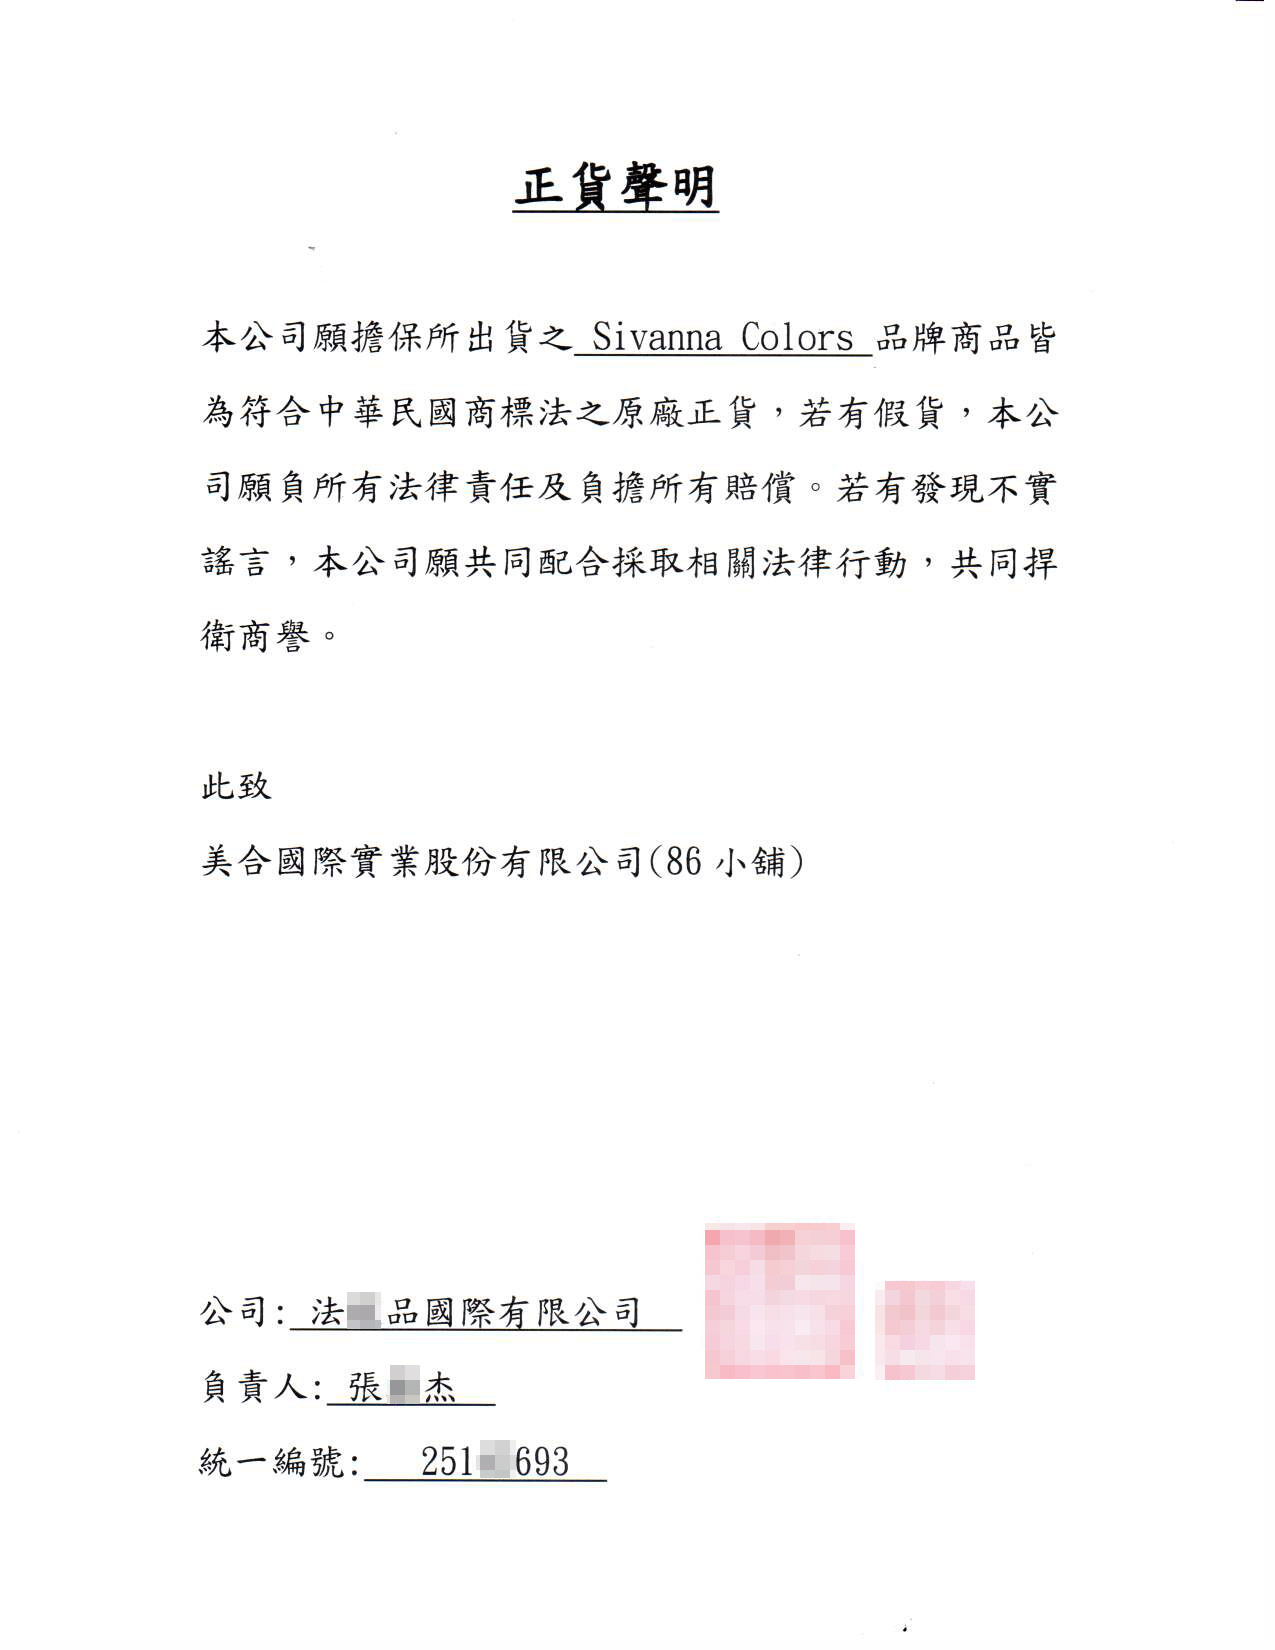 正貨聲明
本公司願擔保所出貨之 Sivanna Colors 品牌商品皆
為符合中華民國商標法之原廠正貨，若有假貨，本公
司願負所有法律責任及負擔所有賠償。若有發現不實
謠言，本公司願共同配合採取相關法律行動，共同捍
衛商譽。
此致
美合國際實業股份有限公司(86 小舖)
公司: 法 品國際有限公司
負責人: 張 杰
統一編號: 251 693